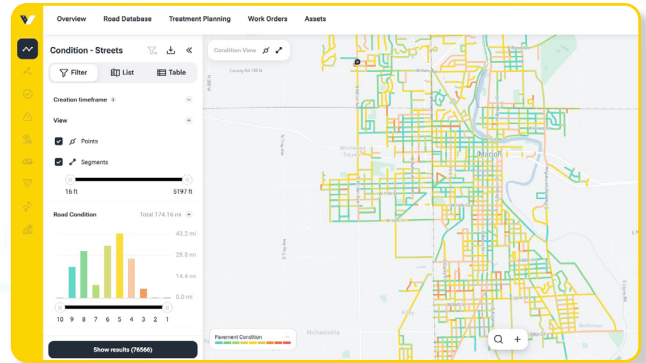 Overview Road Database Treatment Planning Work Orders Assets
Condition - Streets
Filter List Table
Creation timeframe
View
Points
Segments
16 ft 5197 ft
Road Condition Total 174.16 mi
43.2 mi
28.8 mi
14.4 mi
0.0 mi
10 9 8 7 6 5 4 3 2 1
Show results (76566)
Condition View
County Rd 150 N
Marion
Pavement Condition